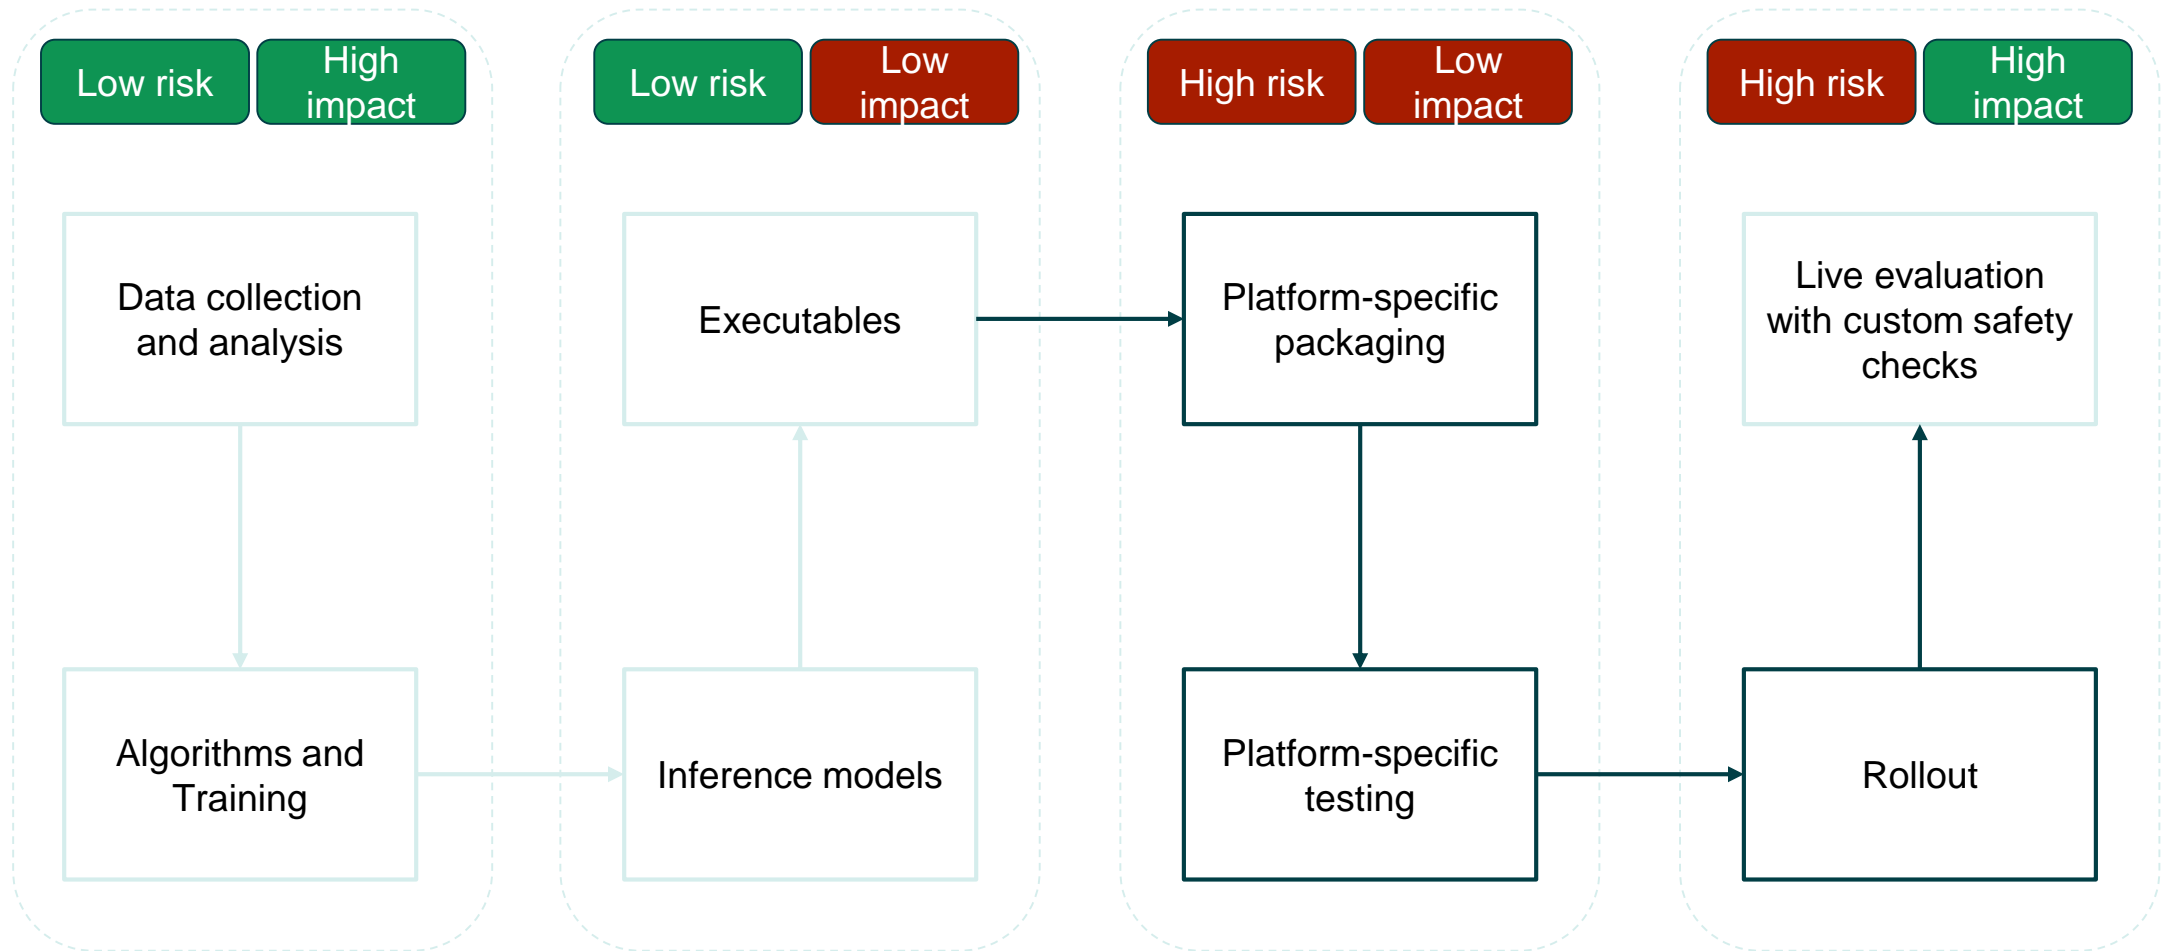 Low risk
High
impact
Low risk
Low
impact
High risk
Low
impact
High risk
High
impact
Data collection
and analysis
Executables
Platform-specific
packaging
Live evaluation
with custom safety
checks
Algorithms and
Training
Inference models
Platform-specific
testing
Rollout